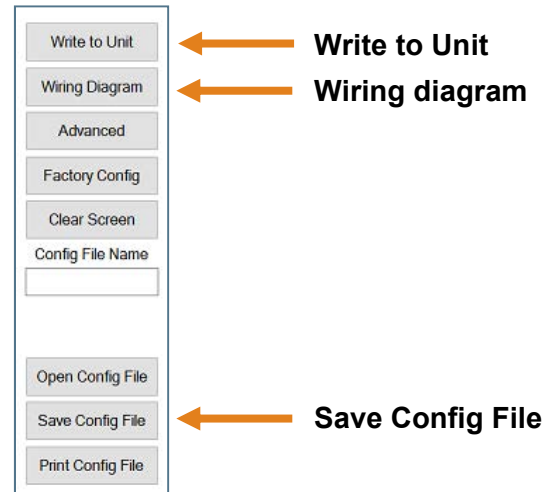 Write to Unit
Write to Unit
Wiring Diagram
Wiring diagram
Advanced
Factory Config
Clear Screen
Config File Name
Open Config File
Save Config File
Save Config File
Print Config File